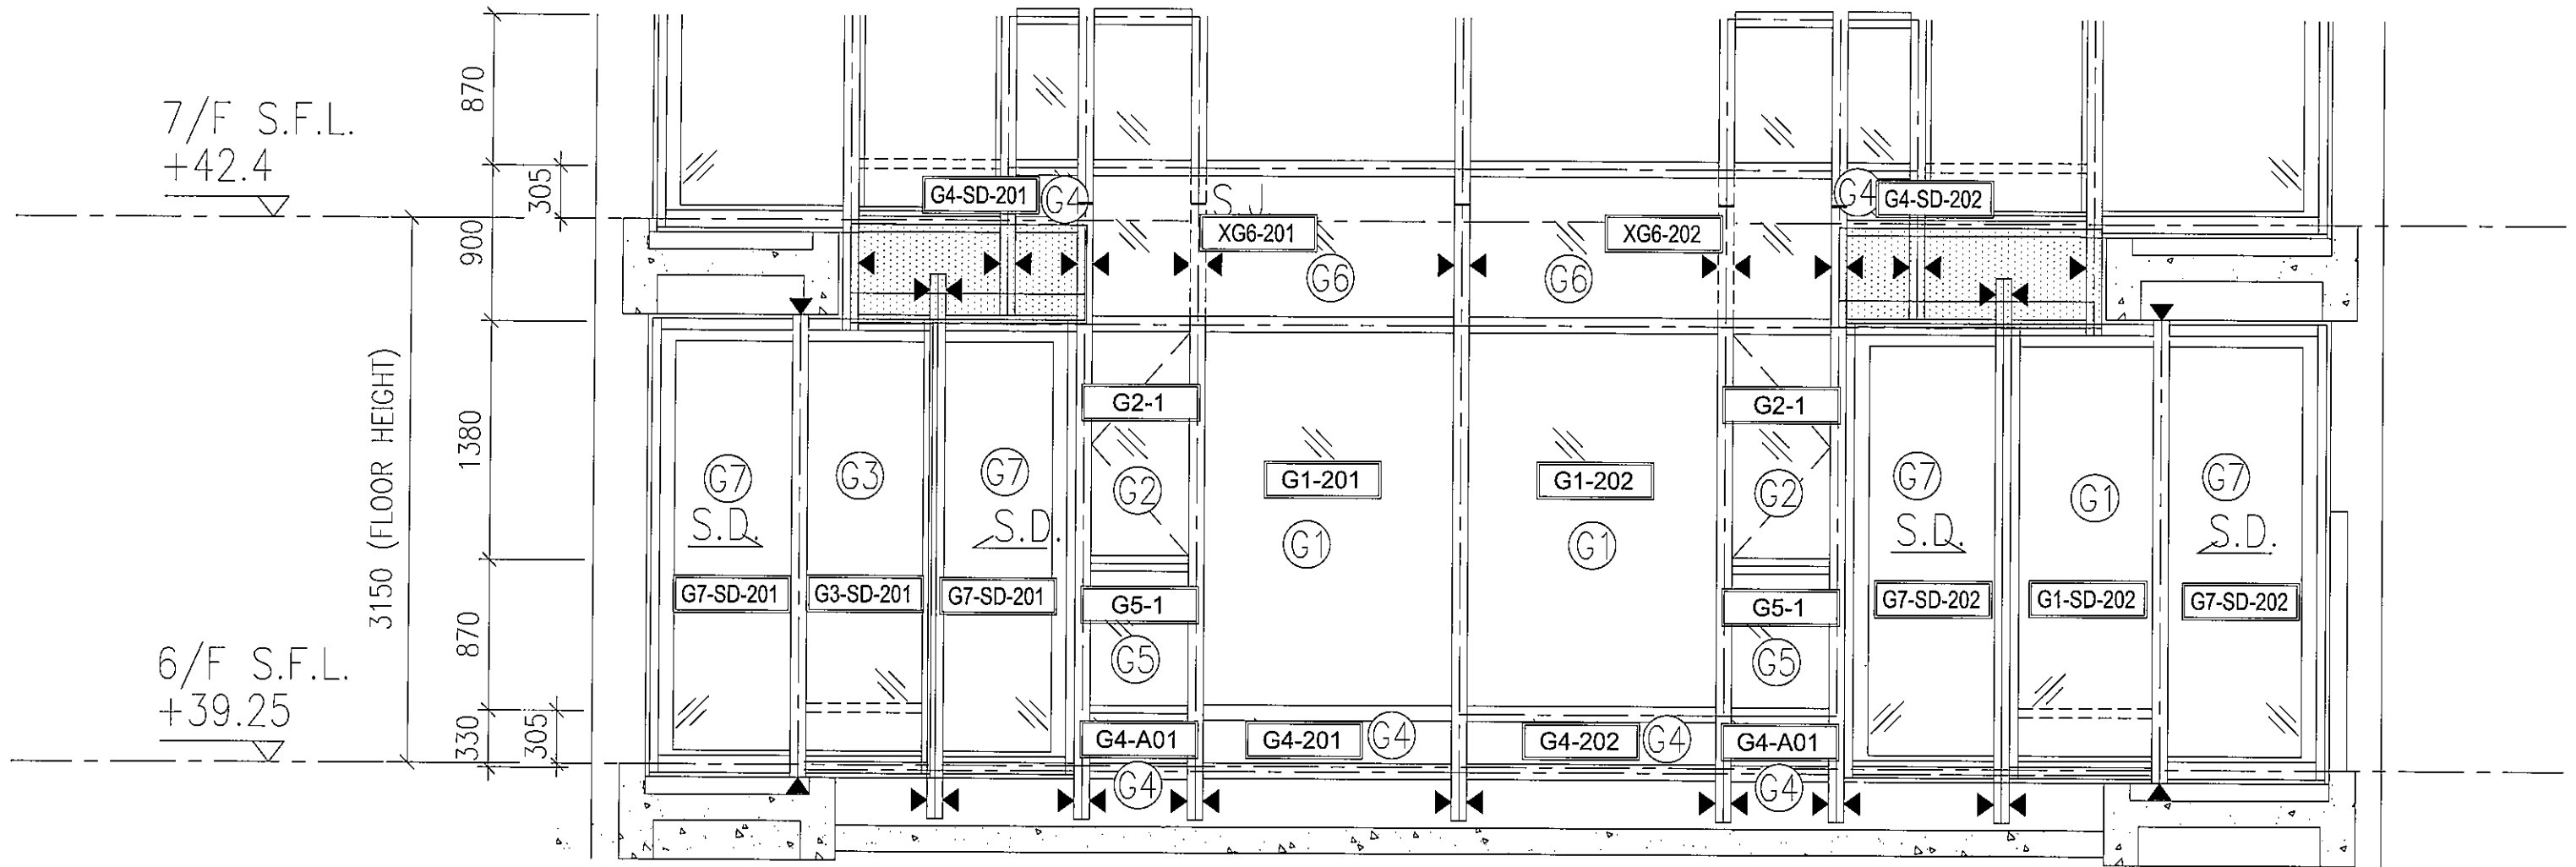 870
7/F S.F.L.
+42.4
305
G4-SD-201
G4
S.J.
G4
G4-SD-202
900
XG6-201
XG6-202
G6
G6
3150 (FLOOR HEIGHT)
1380
G2-1
G2-1
G7
S.D.
G3
G7
S.D.
G2
G1-201
G1-202
G2
G7
S.D.
G1
G7
S.D.
G1
G1
G7-SD-201
G3-SD-201
G7-SD-201
G5-1
G5-1
G7-SD-202
G1-SD-202
G7-SD-202
870
6/F S.F.L.
+39.25
G5
G5
330
305
G4-A01
G4-201
G4
G4-202
G4
G4-A01
G4
G4